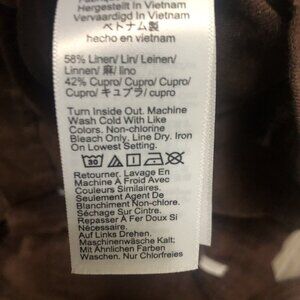 Hergestellt In Vietnam
Vervaardigd In Vietnam
ベトナム製
hecho en vietnam
58% Linen/ Lin/ Leinen/
Linnen/ 麻/ lino
42% Cupro/ Cupro/ Cupro/
Cupro/ キュプラ/ cupro
Turn Inside Out. Machine
Wash Cold With Like
Colors. Non-chlorine
Bleach Only. Line Dry. Iron
On Lowest Setting.
30
Retourner. Lavage En
Machine À Froid Avec
Couleurs Similaires.
Seulement Agent De
Blanchiment Non-chlore.
Séchage Sur Cintre.
Repasser À Fer Doux Si
Nécessaire.
Auf Links Drehen.
Maschinenwäsche Kalt;
Mit Ähnlichen Farben
Waschen. Nur Chlorfreies